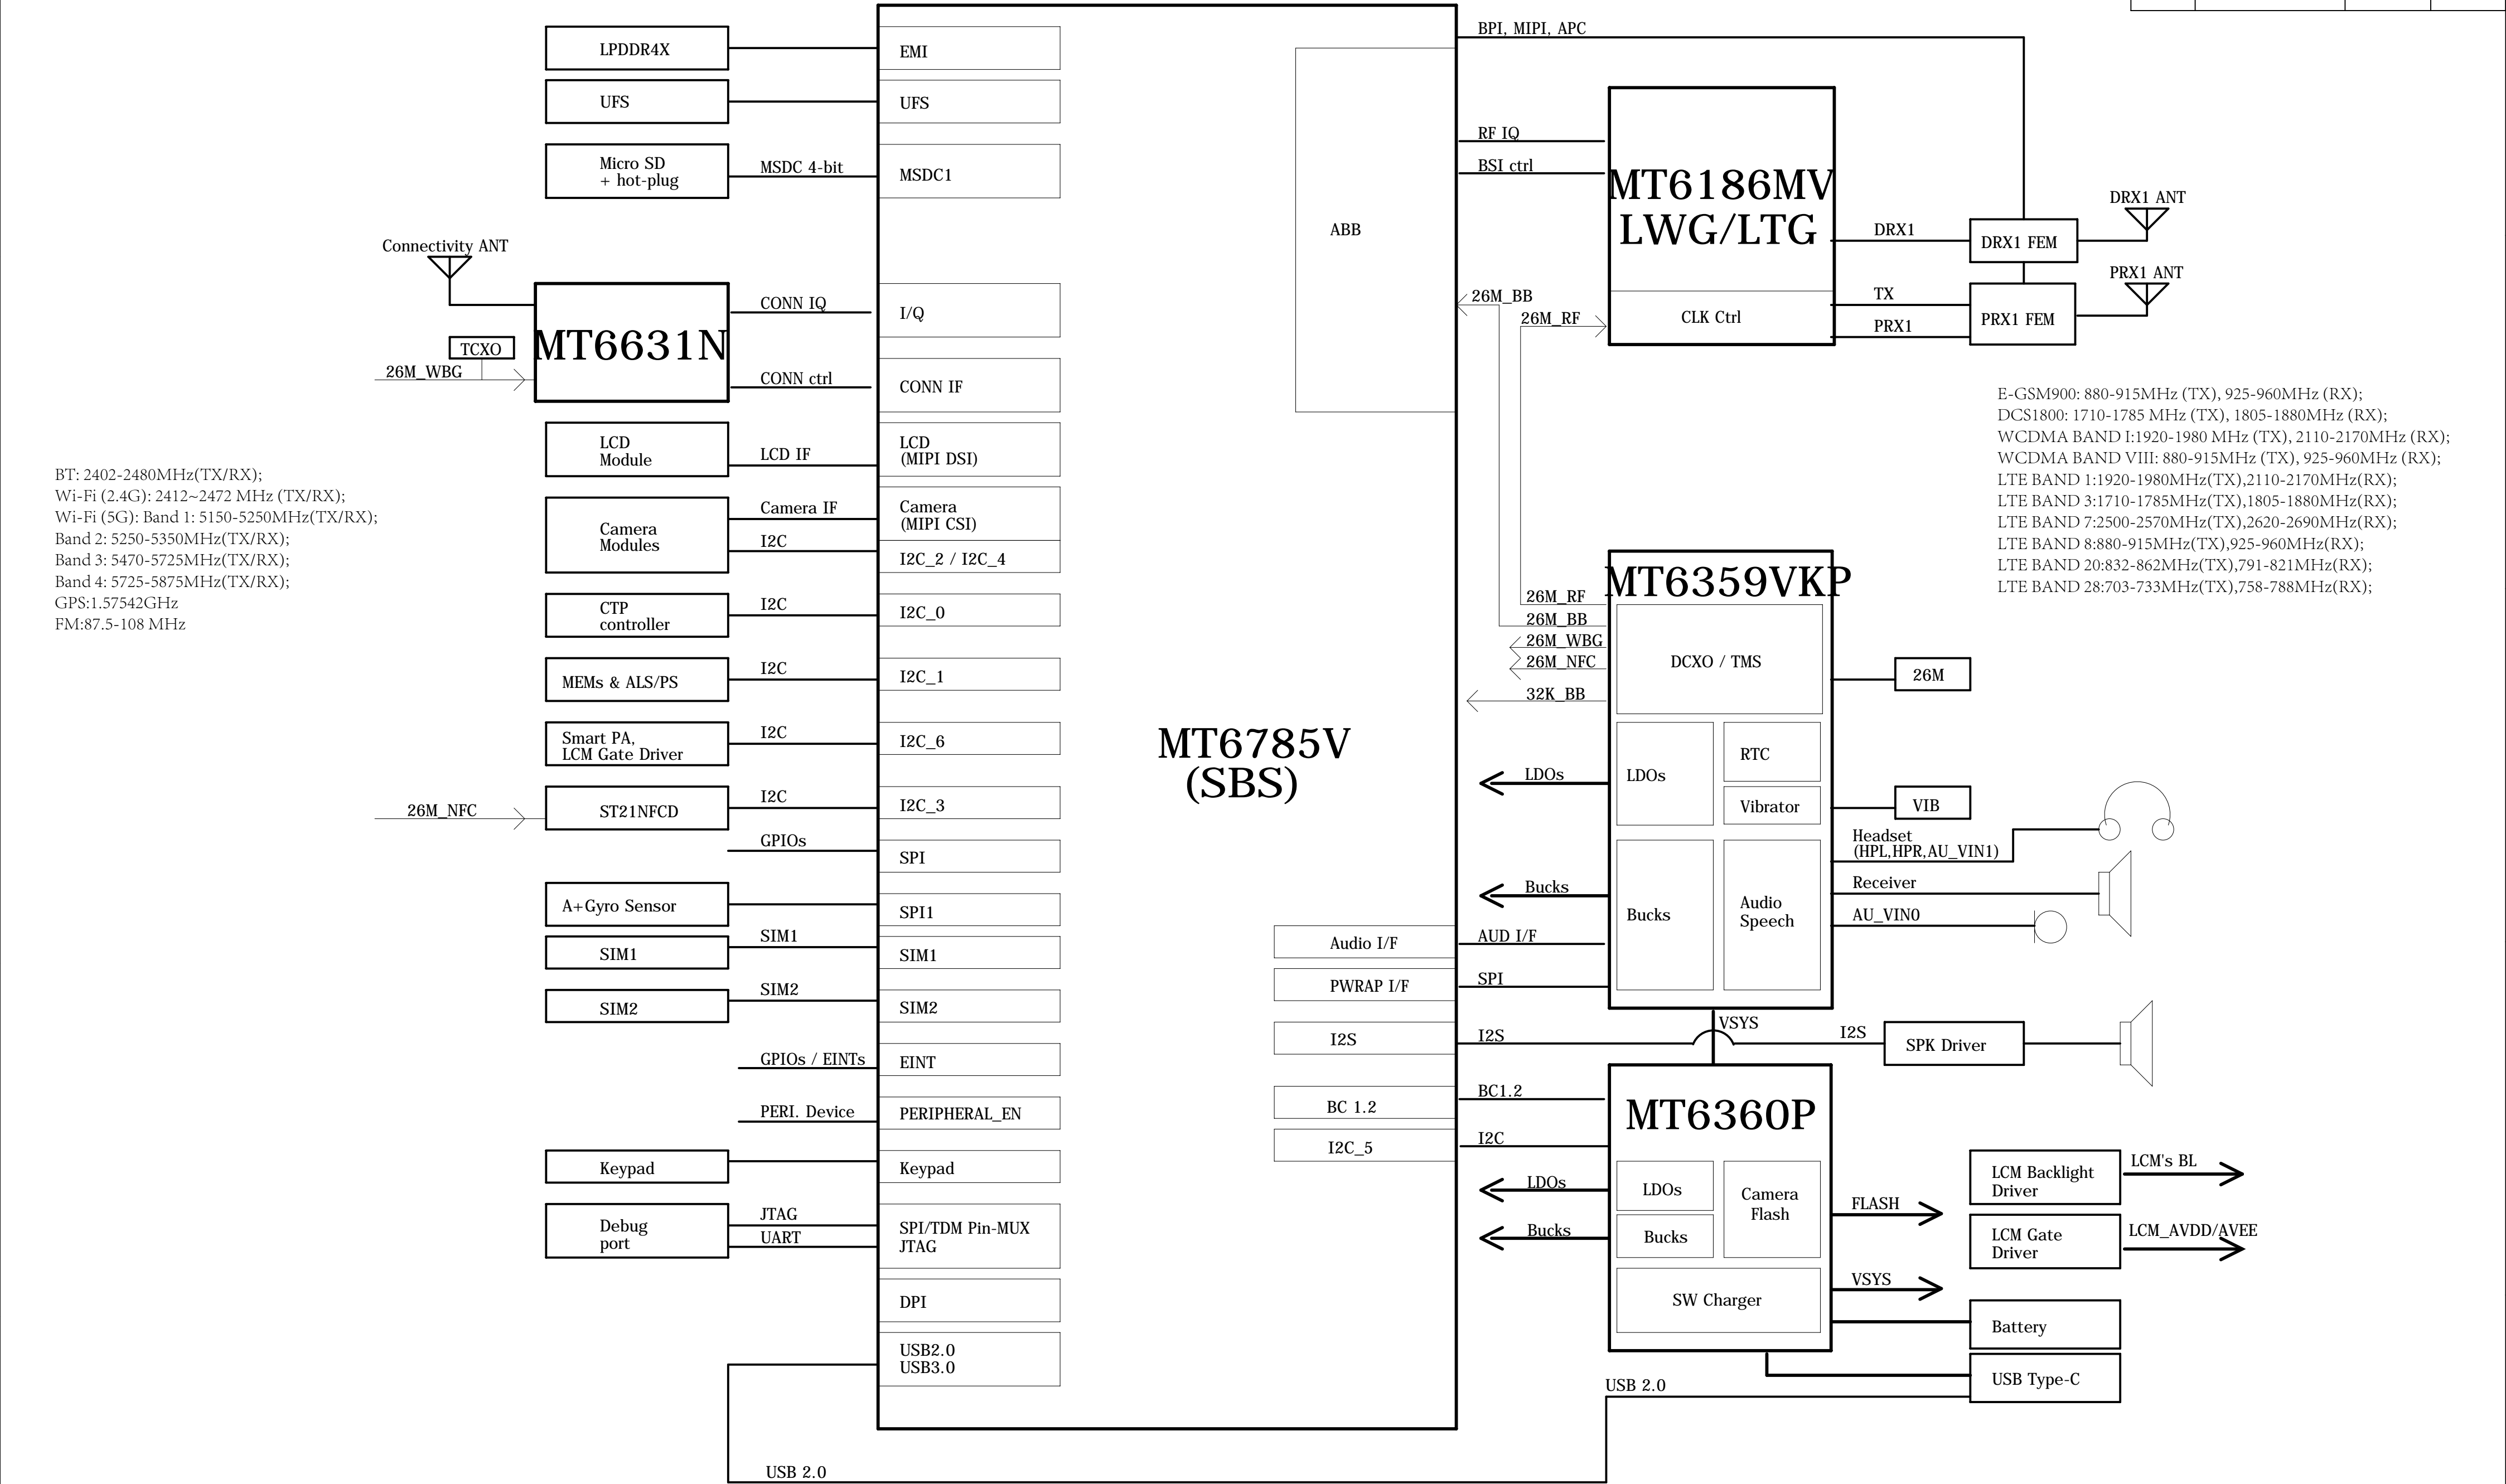 LPDDR4X
EMI
UFS
UFS
Micro SD
+ hot-plug
MSDC 4-bit
MSDC1
Connectivity ANT
MT6631N
TCXO
26M_WBG
CONN IQ
I/Q
CONN ctrl
CONN IF
LCD
Module
LCD IF
LCD
(MIPI DSI)
Camera
Modules
Camera IF
I2C
Camera
(MIPI CSI)
I2C_2 / I2C_4
CTP
controller
I2C
I2C_0
MEMs & ALS/PS
I2C
I2C_1
Smart PA,
LCM Gate Driver
I2C
I2C_6
26M_NFC
ST21NFCD
I2C
I2C_3
GPIOs
SPI
A+Gyro Sensor
SPI1
SIM1
SIM1
SIM1
SIM2
SIM2
SIM2
GPIOs / EINTs
EINT
PERI. Device
PERIPHERAL_EN
Keypad
Keypad
Debug
port
JTAG
UART
SPI/TDM Pin-MUX
JTAG
DPI
USB2.0
USB3.0
USB 2.0
BT: 2402-2480MHz(TX/RX);
Wi-Fi (2.4G): 2412~2472 MHz (TX/RX);
Wi-Fi (5G): Band 1: 5150-5250MHz(TX/RX);
Band 2: 5250-5350MHz(TX/RX);
Band 3: 5470-5725MHz(TX/RX);
Band 4: 5725-5875MHz(TX/RX);
GPS:1.57542GHz
FM:87.5-108 MHz
MT6785V
(SBS)
ABB
Audio I/F
PWRAP I/F
I2S
BC 1.2
I2C_5
BPI, MIPI, APC
RF IQ
BSI ctrl
MT6186MV
LWG/LTG
CLK Ctrl
DRX1
TX
PRX1
DRX1 FEM
PRX1 FEM
DRX1 ANT
PRX1 ANT
26M_BB
26M_RF
E-GSM900: 880-915MHz (TX), 925-960MHz (RX);
DCS1800: 1710-1785 MHz (TX), 1805-1880MHz (RX);
WCDMA BAND I:1920-1980 MHz (TX), 2110-2170MHz (RX);
WCDMA BAND VIII: 880-915MHz (TX), 925-960MHz (RX);
LTE BAND 1:1920-1980MHz(TX),2110-2170MHz(RX);
LTE BAND 3:1710-1785MHz(TX),1805-1880MHz(RX);
LTE BAND 7:2500-2570MHz(TX),2620-2690MHz(RX);
LTE BAND 8:880-915MHz(TX),925-960MHz(RX);
LTE BAND 20:832-862MHz(TX),791-821MHz(RX);
LTE BAND 28:703-733MHz(TX),758-788MHz(RX);
MT6359VKP
26M_RF
26M_BB
26M_WBG
26M_NFC
32K_BB
DCXO / TMS
26M
LDOs
LDOs
RTC
Vibrator
VIB
Bucks
Bucks
Audio
Speech
Headset
(HPL,HPR,AU_VIN1)
Receiver
AU_VIN0
AUD I/F
SPI
VSYS
I2S
I2S
SPK Driver
BC1.2
I2C
MT6360P
LDOs
LDOs
Bucks
Bucks
Camera
Flash
SW Charger
FLASH
VSYS
LCM Backlight
Driver
LCM's BL
LCM Gate
Driver
LCM_AVDD/AVEE
Battery
USB Type-C
USB 2.0